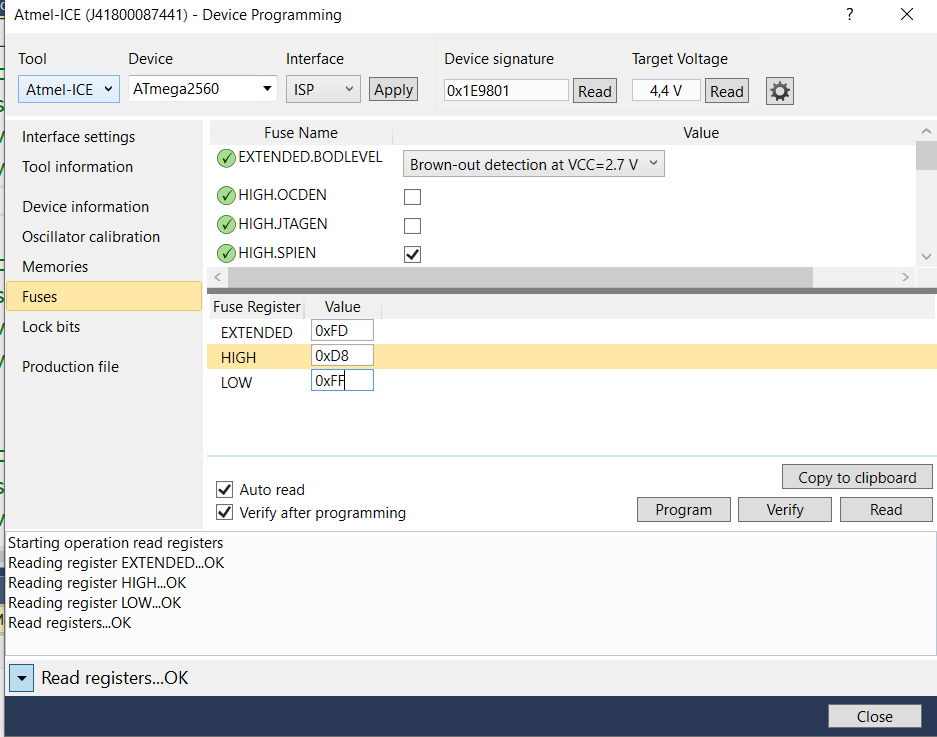 Atmel-ICE (J41800087441) - Device Programming
?
Tool Device Interface Device signature Target Voltage
Atmel-ICE ATmega2560 ISP Apply 0x1E9801 Read 4,4 V Read
Interface settings
Tool information
Device information
Oscillator calibration
Memories
Fuses
Lock bits
Production file
Fuse Name Value
EXTENDED.BODLEVEL Brown-out detection at VCC=2.7 V
HIGH.OCDEN
HIGH.JTAGEN
HIGH.SPIEN
Fuse Register Value
EXTENDED 0xFD
HIGH 0xD8
LOW 0xFF
Copy to clipboard
Auto read
Verify after programming
Program Verify Read
Starting operation read registers
Reading register EXTENDED...OK
Reading register HIGH...OK
Reading register LOW...OK
Read registers...OK
Read registers...OK
Close